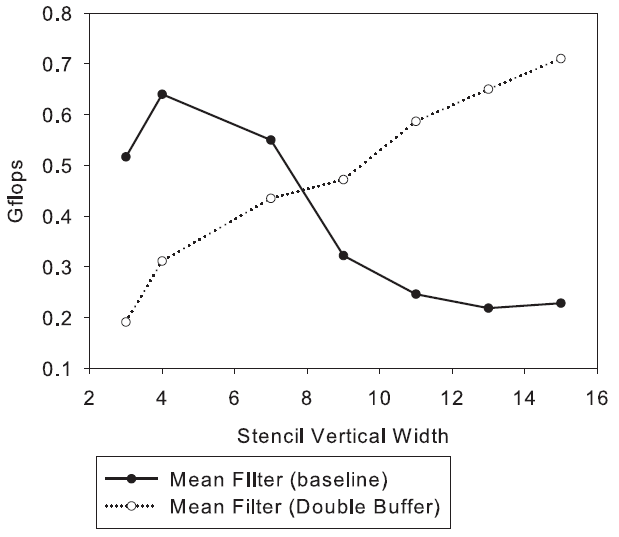 0.8
0.7
0.6
0.5
0.4
0.3
0.2
0.1
Gflops
2 4 6 8 10 12 14 16
Stencil Vertical Width
Mean FIlter (baseline)
Mean Filter (Double Buffer)